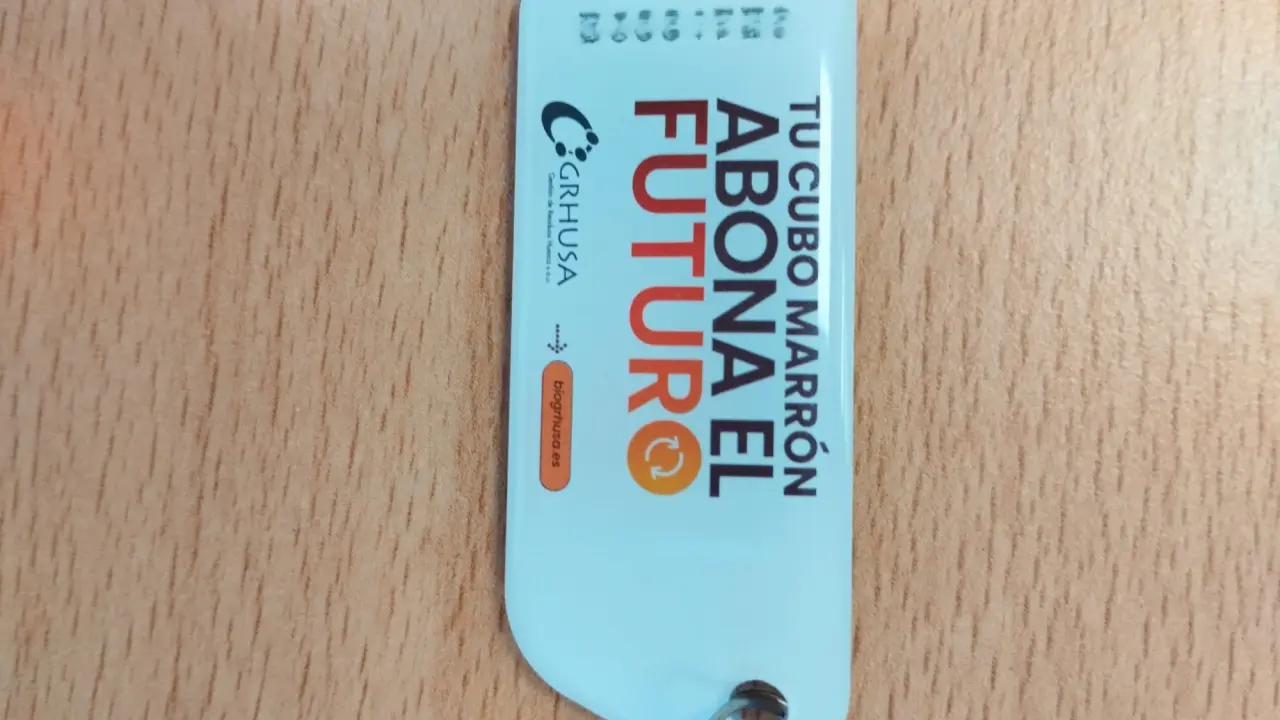 TU CUBO MARRÓN
ABONA EL
FUTURO
GRHUSA
biogrhusa.es